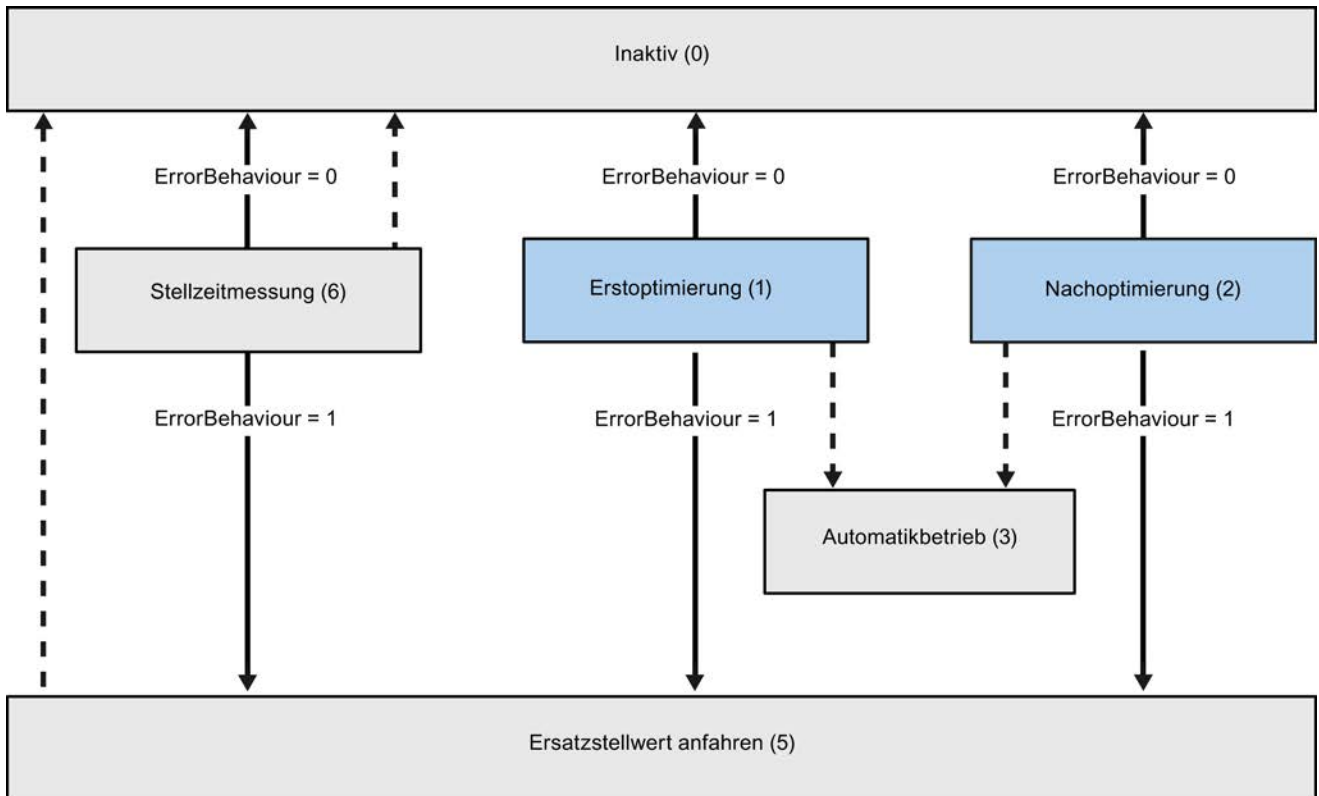 Inaktiv (0)
ErrorBehaviour = 0
ErrorBehaviour = 0
ErrorBehaviour = 0
Stellzeitmessung (6)
Erstoptimierung (1)
Nachoptimierung (2)
ErrorBehaviour = 1
ErrorBehaviour = 1
ErrorBehaviour = 1
Automatikbetrieb (3)
Ersatzstellwert anfahren (5)